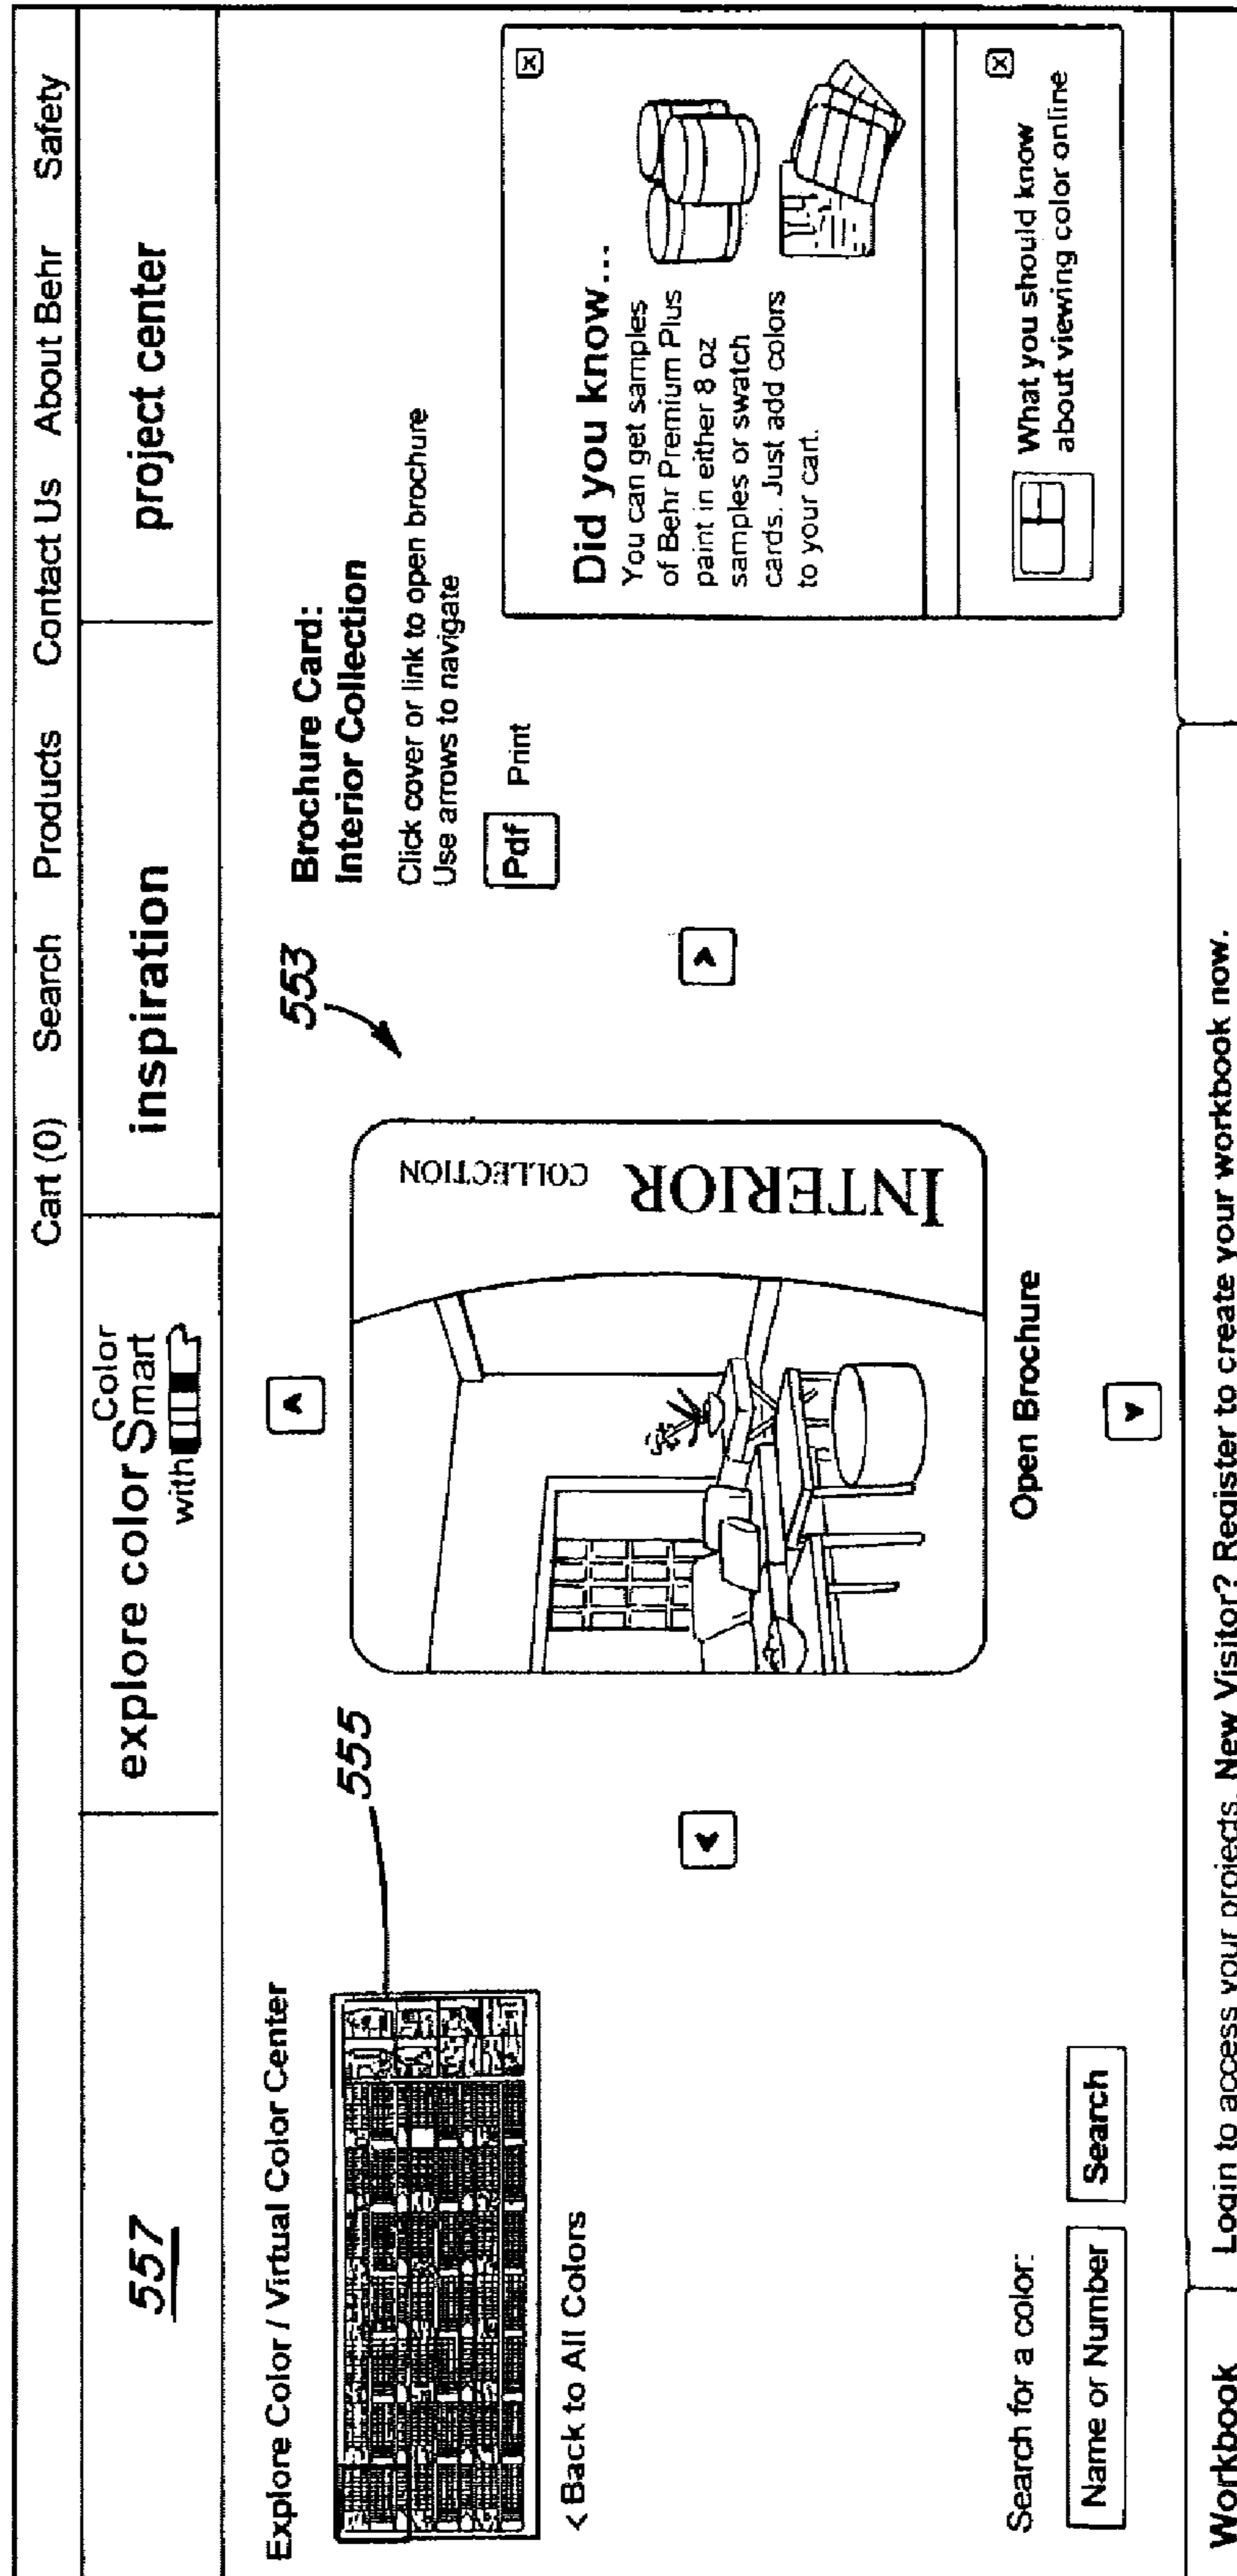 Cart (0) Search Products Contact Us About Behr Safety
557
explore color
Color
Smart
with
inspiration
project center
Explore Color / Virtual Color Center
555
< Back to All Colors
Search for a color:
Name or Number
Search
553
INTERIOR
COLLECTION
Open Brochure
Brochure Card:
Interior Collection
Click cover or link to open brochure
Use arrows to navigate
Pdf Print
Did you know...
You can get samples
of Behr Premium Plus
paint in either 8 oz
samples or swatch
cards. Just add colors
to your cart.
What you should know
about viewing color online
Workbook
Login to access your projects. New Visitor? Register to create your workbook now.